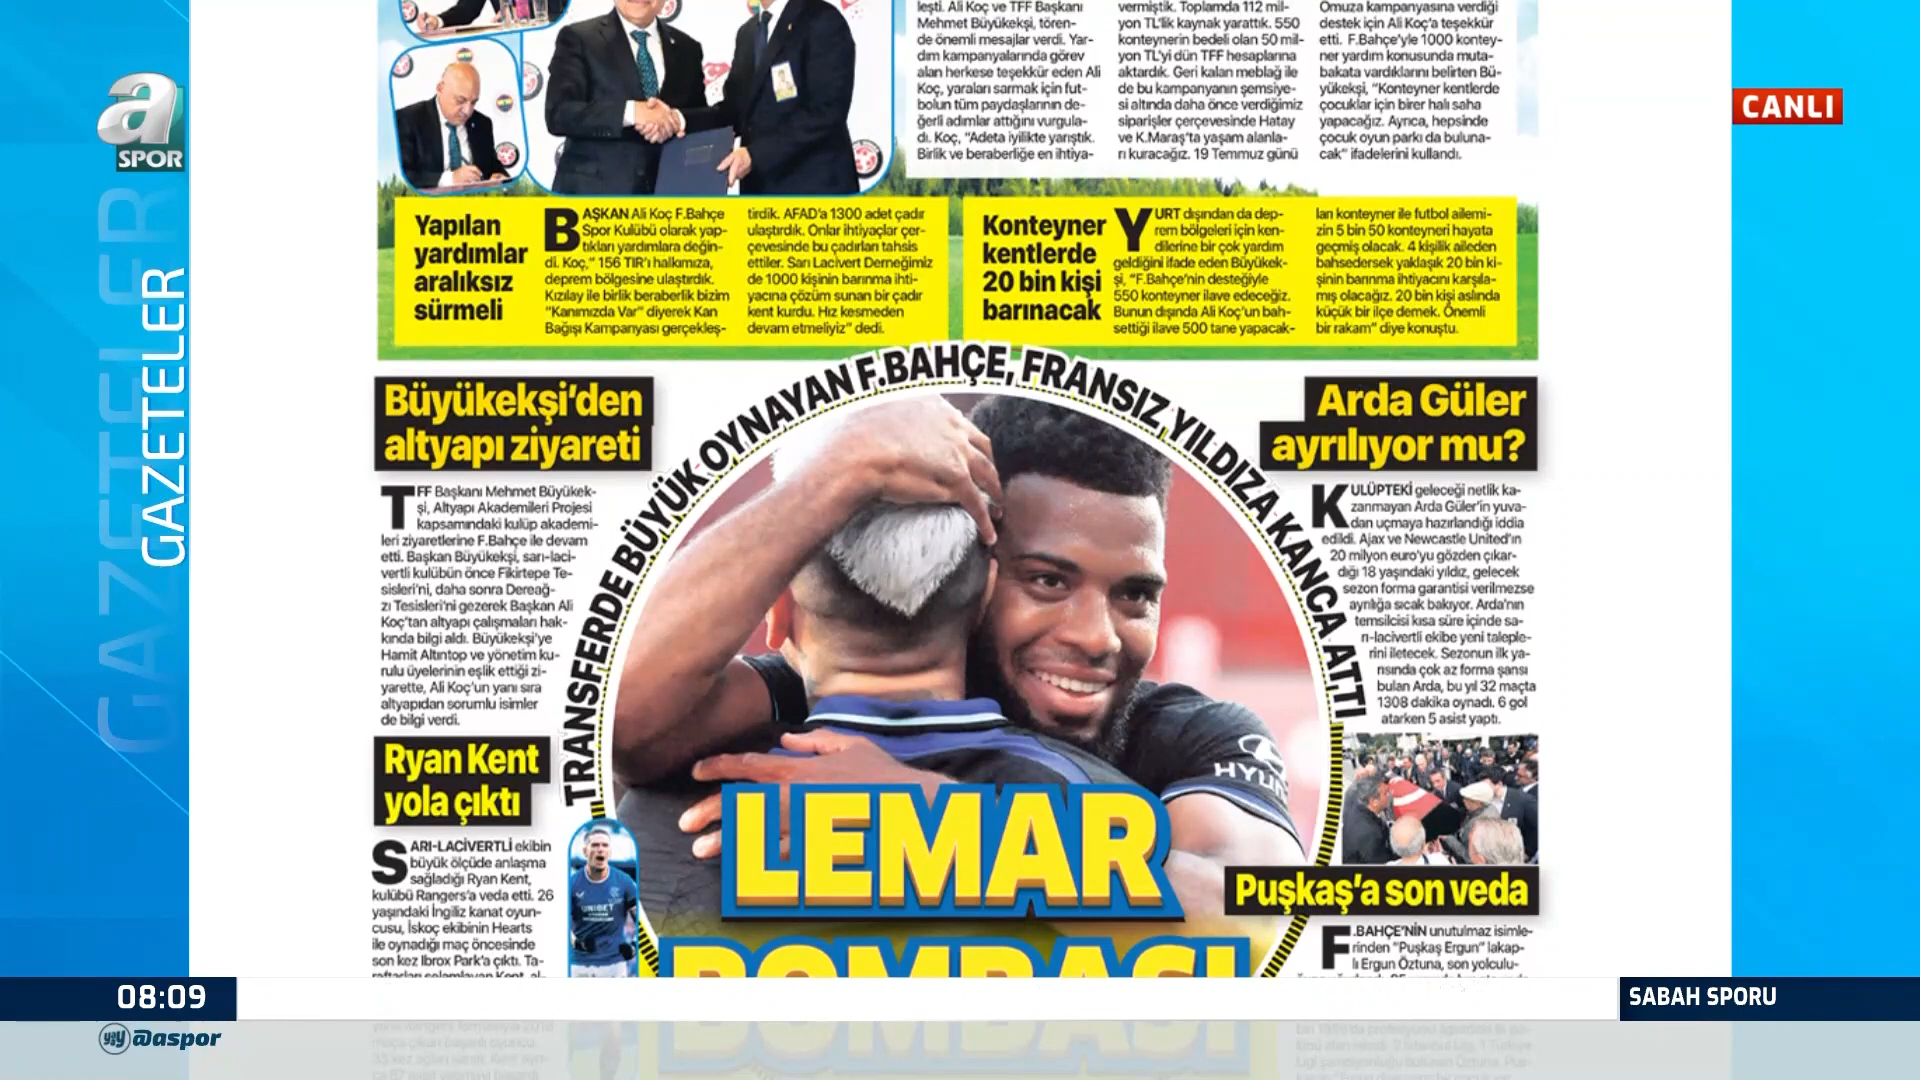 a
SPOR
GAZETELER
GAZETELER
CANLI
leşti. Ali Koç ve TFF Başkanı
Mehmet Büyükekşi, tören-
de önemli mesajlar verdi. Yar-
dım kampanyalarında görev
alan herkese teşekkür eden Ali
Koç, yaraları sarmak için fut-
bolun tüm paydaşlarının de-
ğerli adımlar attığını vurgula-
dı. Koç, “Adeta iyilikte yarıştık.
Birlik ve beraberliğe en ihtiya-
vermiştik. Toplamda 112 mil-
yon TL'lik kaynak yarattık. 550
konteynerin bedeli olan 50 mil-
yon TL'yi dün TFF hesaplarına
aktardık. Geri kalan meblağ ile
de bu kampanyanın şemsiye-
si altında daha önce verdiğimiz
siparişler çerçevesinde Hatay
ve K.Maraş'ta yaşam alanla-
rı kuracağız. 19 Temmuz günü
Omuza kampanyasına verdiği
destek için Ali Koç'a teşekkür
etti. F.Bahçe'yle 1000 kontey-
ner yardım konusunda muta-
bakata vardıklarını belirten Bü-
yükekşi, “Konteyner kentlerde
çocuklar için birer halı saha
yapacağız. Ayrıca, hepsinde
çocuk oyun parkı da buluna-
cak” ifadelerini kullandı.
Yapılan
yardımlar
aralıksız
sürmeli
BAŞKAN Ali Koç F.Bahçe
Spor Kulübü olarak yap-
tıkları yardımlara değin-
di. Koç,“ 156 TIR'ı halkımıza,
deprem bölgesine ulaştırdık.
Kızılay ile birlik beraberlik bizim
“Kanımızda Var” diyerek Kan
Bağışı Kampanyası gerçekleş-
tirdik. AFAD'a 1300 adet çadır
ulaştırdık. Onlar ihtiyaçlar çer-
çevesinde bu çadırları tahsis
ettiler. Sarı Lacivert Derneğimiz
de 1000 kişinin barınma ihti-
yacına çözüm sunan bir çadır
kent kurdu. Hız kesmeden
devam etmeliyiz” dedi.
Konteyner
kentlerde
20 bin kişi
barınacak
YURT dışından da dep-
rem bölgeleri için ken-
dilerine bir çok yardım
geldiğini ifade eden Büyükek-
şi, “F.Bahçe'nin desteğiyle
550 konteyner ilave edeceğiz.
Bunun dışında Ali Koç'un bah-
settiği ilave 500 tane yapacak-
ları konteyner ile futbol ailemi-
zin 5 bin 50 konteyneri hayata
geçmiş olacak. 4 kişilik aileden
bahsedersek yaklaşık 20 bin ki-
şinin barınma ihtiyacını karşıla-
mış olacağız. 20 bin kişi aslında
küçük bir ilçe demek. Önemli
bir rakam” diye konuştu.
TRANSFERDE BÜYÜK OYNAYAN F.BAHÇE, FRANSIZ YILDIZA KANCA ATTI
Büyükekşi'den
altyapı ziyareti
TFF Başkanı Mehmet Büyükek-
şi, Altyapı Akademileri Projesi
kapsamındaki kulüp akademi-
leri ziyaretlerine F.Bahçe ile devam
etti. Başkan Büyükekşi, sarı-laci-
vertli kulübün önce Fikirtepe Te-
sisleri'ni, daha sonra Dereağ-
zı Tesisleri'ni gezerek Başkan Ali
Koç'tan altyapı çalışmaları hak-
kında bilgi aldı. Büyükekşi'ye
Hamit Altıntop ve yönetim ku-
rulu üyelerinin eşlik ettiği zi-
yarette, Ali Koç'un yanı sıra
altyapıdan sorumlu isimler
de bilgi verdi.
Ryan Kent
yola çıktı
SARI-LACİVERTLİ ekibin
büyük ölçüde anlaşma
sağladığı Ryan Kent,
kulübü Rangers'a veda etti. 26
yaşındaki İngiliz kanat oyun-
cusu, İskoç ekibinin Hearts
ile oynadığı maç öncesinde
son kez Ibrox Park'a çıktı. Ta-
raftarları selamlayan Kent, al-
UNIBET
HYUN
LEMAR
BOMBASI
Arda Güler
ayrılıyor mu?
KULÜPTEKİ geleceği netlik ka-
zanmayan Arda Güler'in yuva-
dan uçmaya hazırlandığı iddia
edildi. Ajax ve Newcastle United'ın
20 milyon euro'yu gözden çıkar-
dığı 18 yaşındaki yıldız, gelecek
sezon forma garantisi verilmezse
ayrılığa sıcak bakıyor. Arda'nın
temsilcisi kısa süre içinde sa-
rı-lacivertli ekibe yeni taleple-
rini iletecek. Sezonun ilk ya-
rısında çok az forma şansı
bulan Arda, bu yıl 32 maçta
1308 dakika oynadı. 6 gol
atarken 5 asist yaptı.
Puşkaş'a son veda
F.BAHÇE'NİN unutulmaz isimle-
rinden “Puşkaş Ergun” lakap-
lı Ergun Öztuna, son yolculu-
08:09
SABAH SPORU
@aspor